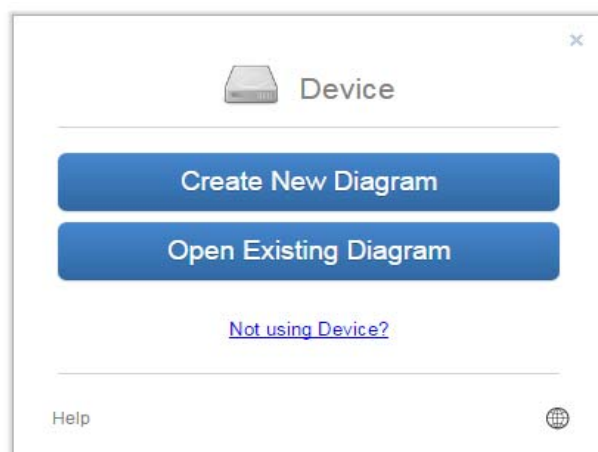 Device
Create New Diagram
Open Existing Diagram
Not using Device?
Help